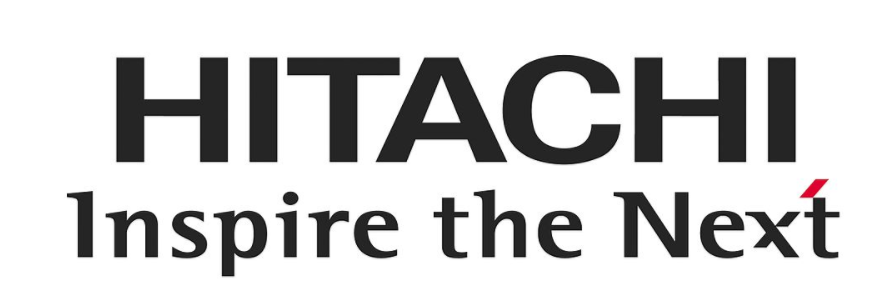 HITACHI
Inspire the Next